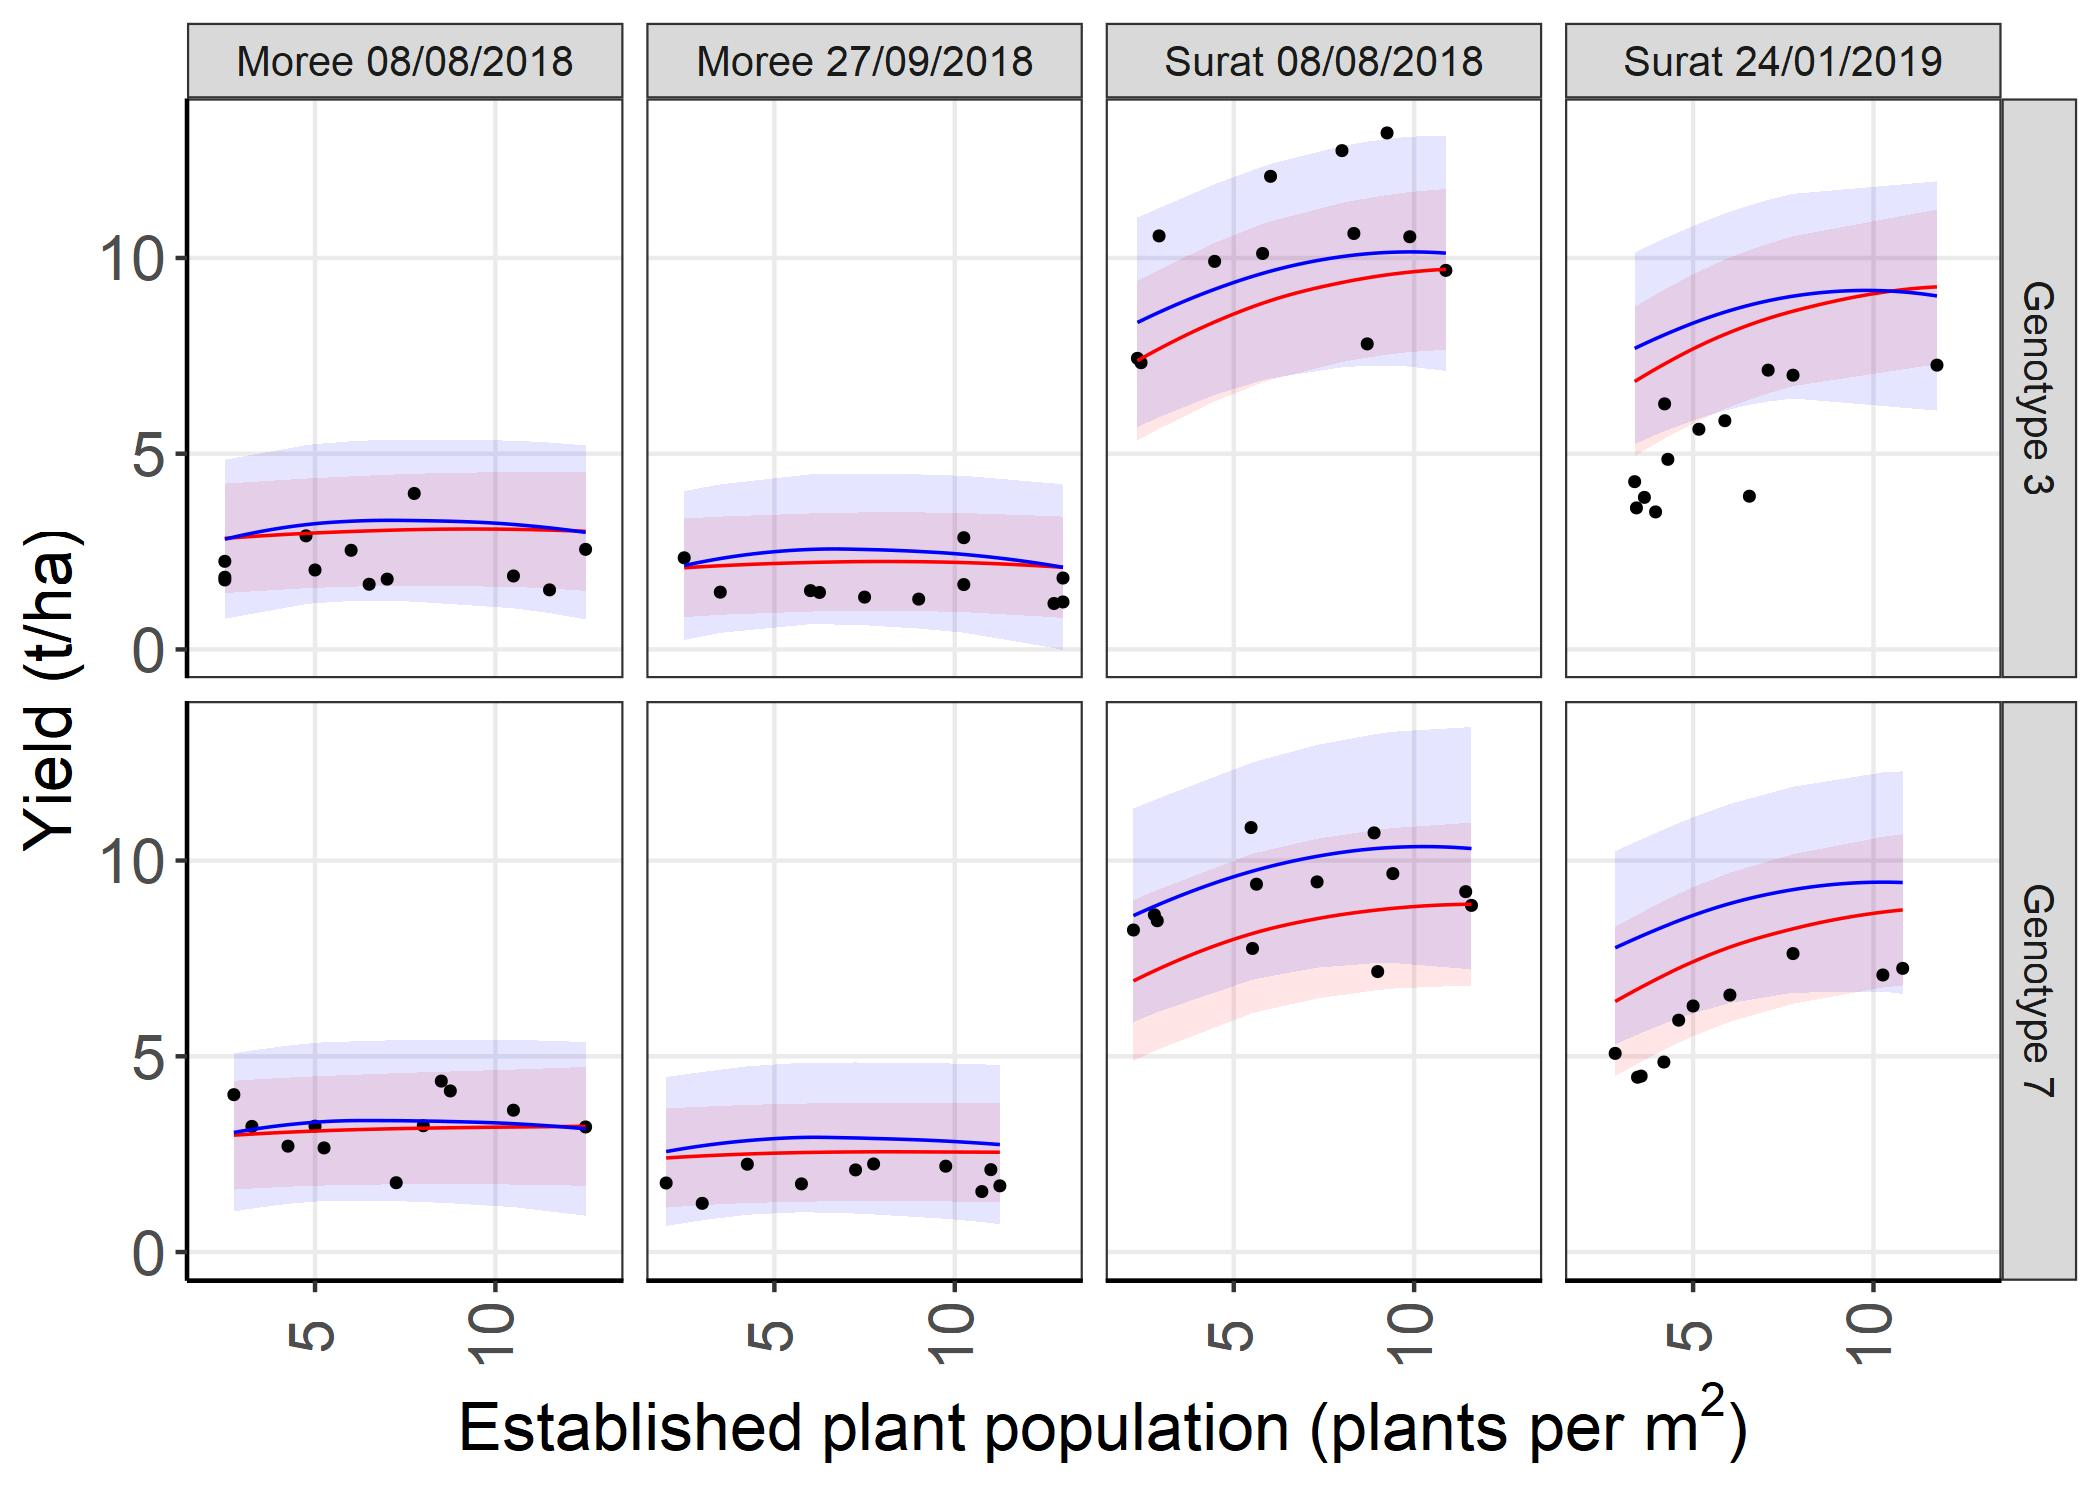 Moree 08/08/2018 Moree 27/09/2018 Surat 08/08/2018 Surat 24/01/2019
10
5
0
Genotype 3
Yield (t/ha)
10
5
0
Genotype 7
5 10 5 10 5 10 5 10
Established plant population (plants per m²)